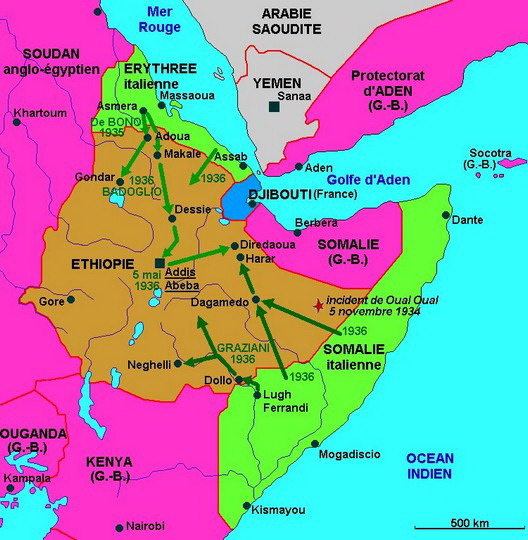 Mer
Rouge
ARABIE
SAOUDITE
SOUDAN
anglo-égyptien
ERYTHREE
italienne
YEMEN
Sanaa
Protectorat
d'ADEN
(G.-B.)
Massaoua
Asmera
Khartoum
De BONO
1935
Adoua
Makale
Assab
Aden
Socotra
(G.-B.)
Golfe d'Aden
Gondar
1936
BADOGLIO
1936
DJIBOUTI (France)
Dessie
Berbera
Dante
Diredaoua
Harar
SOMALIE
(G.-B.)
ETHIOPIE
5 mai
1936
Addis
Abeba
Gore
Dagamedo
incident de Oual Oual
5 novembre 1934
1936
GRAZIANI
1936
SOMALIE
italienne
Neghelli
Dollo
1936
Lugh
Ferrandi
OUGANDA
(G.-B.)
Kampala
KENYA
(G.-B.)
Mogadiscio
OCEAN
INDIEN
Kismayou
Nairobi
500 km